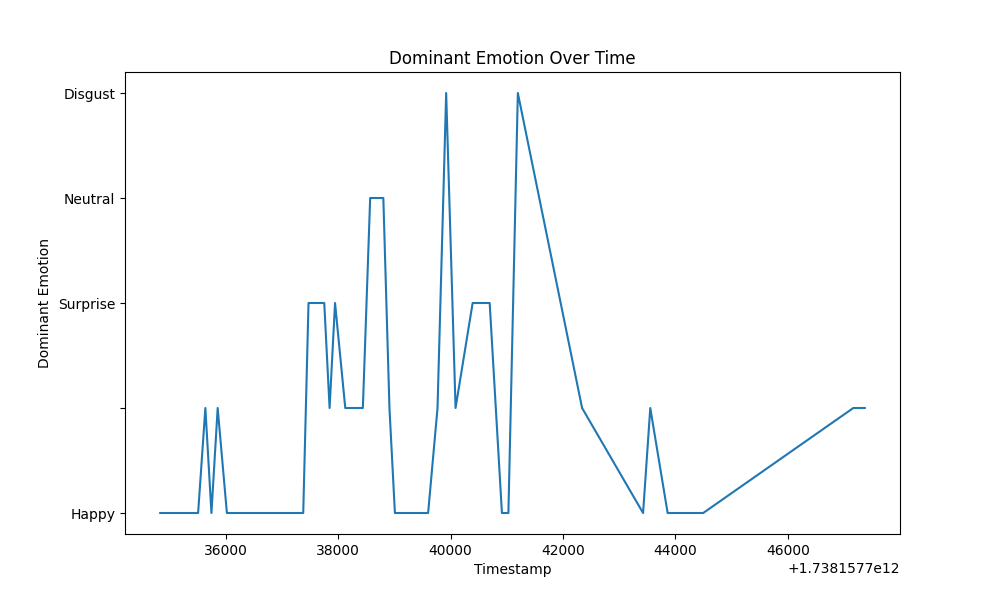 Dominant Emotion Over Time
Disgust
Neutral
Surprise
Happy
Dominant Emotion
36000
38000
40000
42000
44000
46000
Timestamp
+1.7381577e12